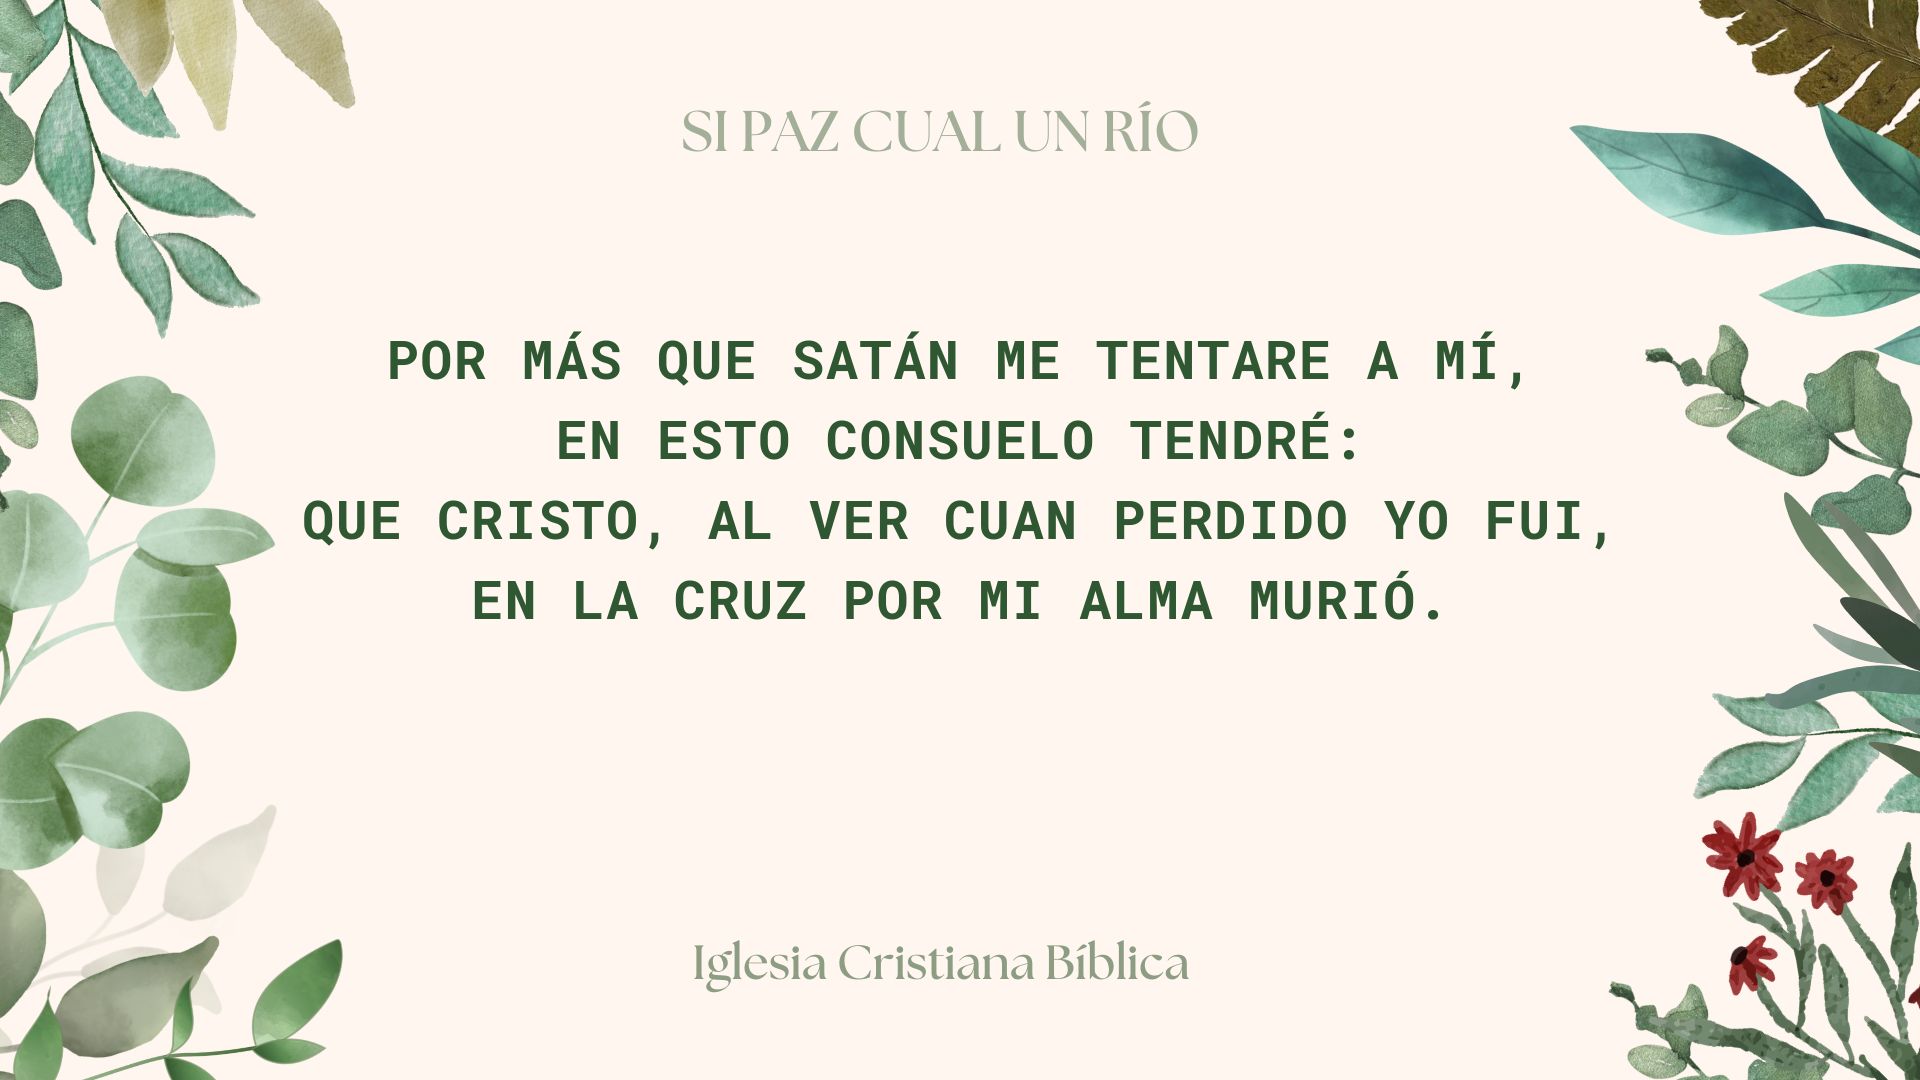 SI PAZ CUAL UN RÍO
POR MÁS QUE SATÁN ME TENTARE A MÍ,
EN ESTO CONSUELO TENDRÉ:
QUE CRISTO, AL VER CUAN PERDIDO YO FUI,
EN LA CRUZ POR MI ALMA MURIÓ.
Iglesia Cristiana Bíblica